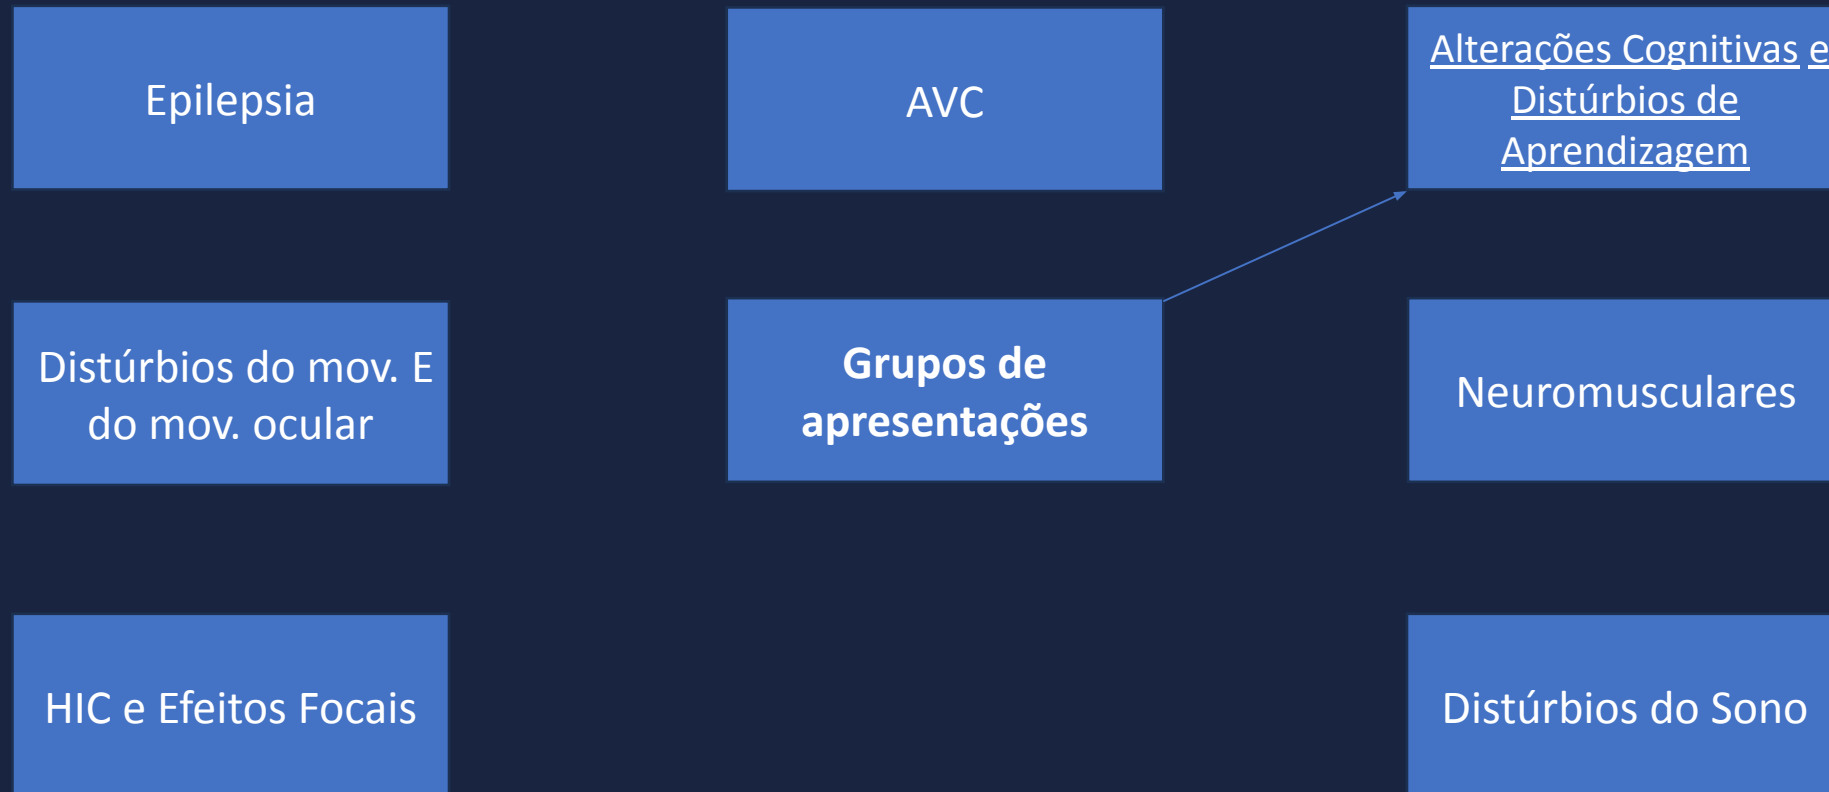 Epilepsia
AVC
Alterações Cognitivas e
Distúrbios de
Aprendizagem
Distúrbios do mov. E
do mov. ocular
Grupos de
apresentações
Neuromusculares
HIC e Efeitos Focais
Distúrbios do Sono